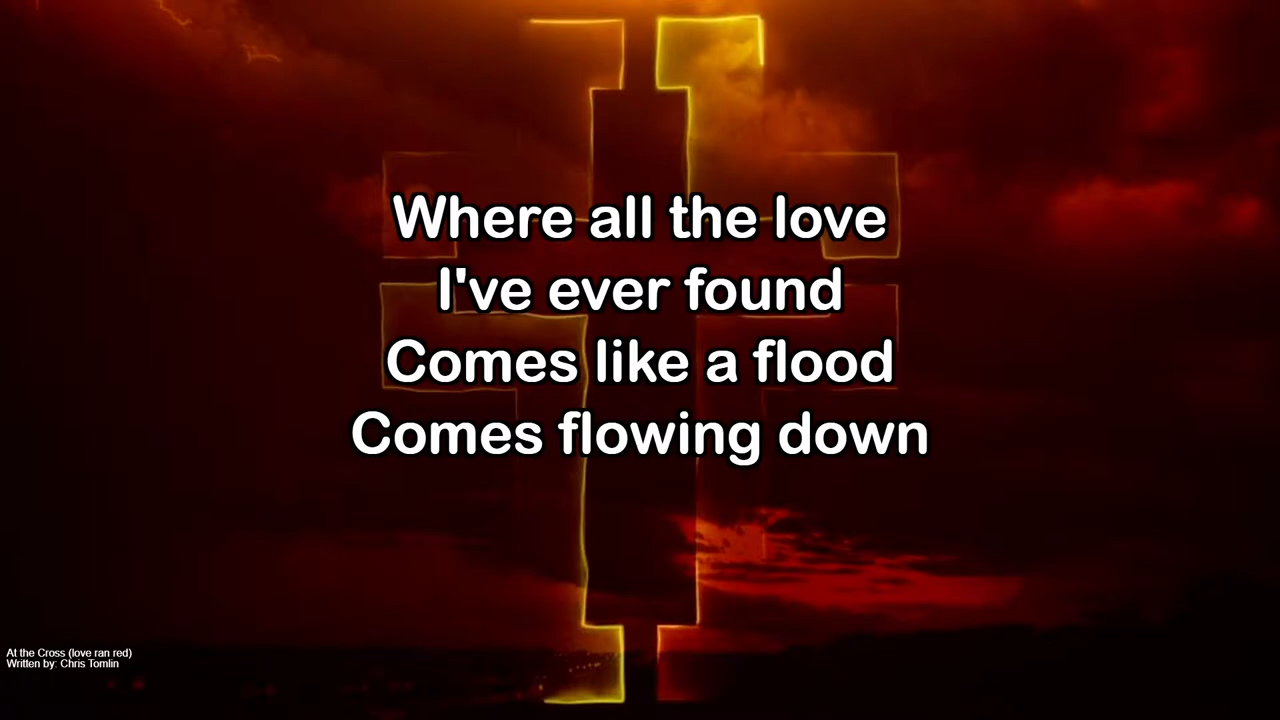 Where all the love
I've ever found
Comes like a flood
Comes flowing down
At the Cross (love ran red)
Written by: Chris Tomlin